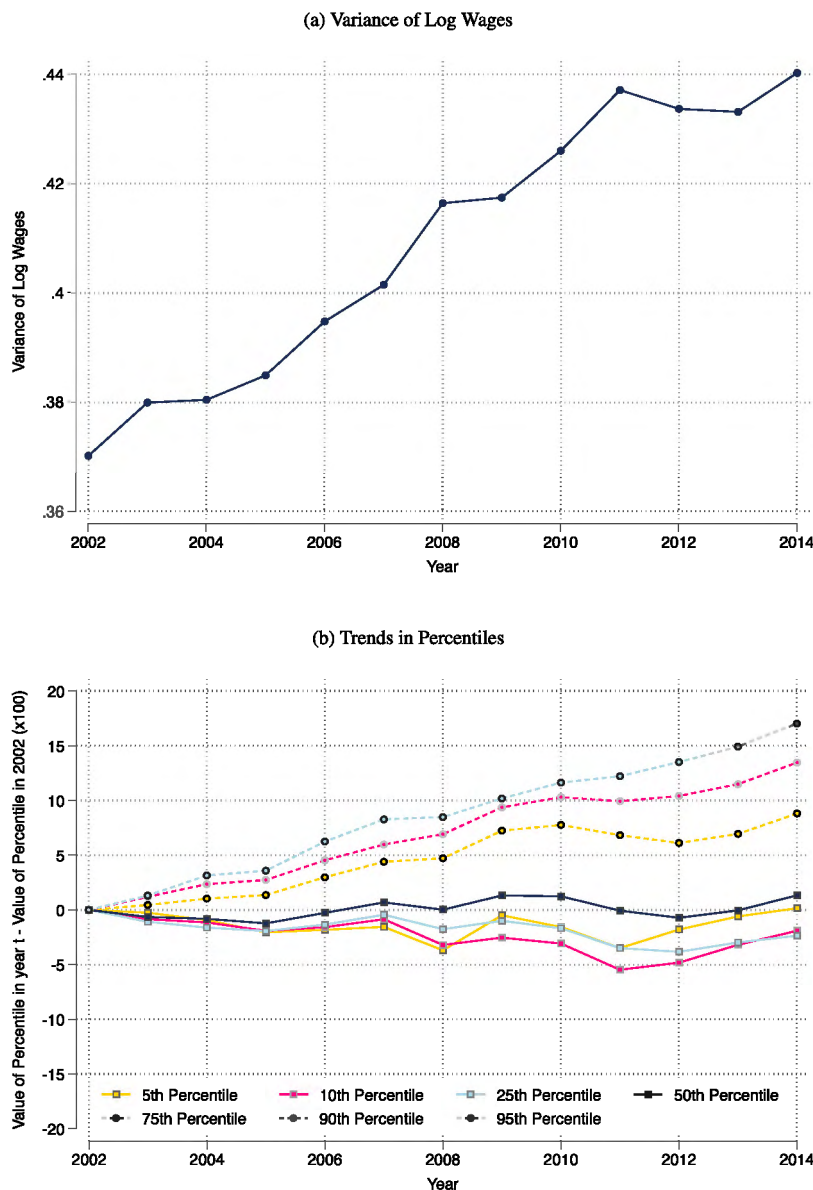 (a) Variance of Log Wages
Variance of Log Wages
.44
.42
.4
.38
.36
2002 2004 2006 2008 2010 2012 2014
Year
(b) Trends in Percentiles
Value of Percentile in year t - Value of Percentile in 2002 (x100)
20
15
10
5
0
-5
-10
-15
-20
5th Percentile 10th Percentile 25th Percentile 50th Percentile
75th Percentile 90th Percentile 95th Percentile
2002 2004 2006 2008 2010 2012 2014
Year